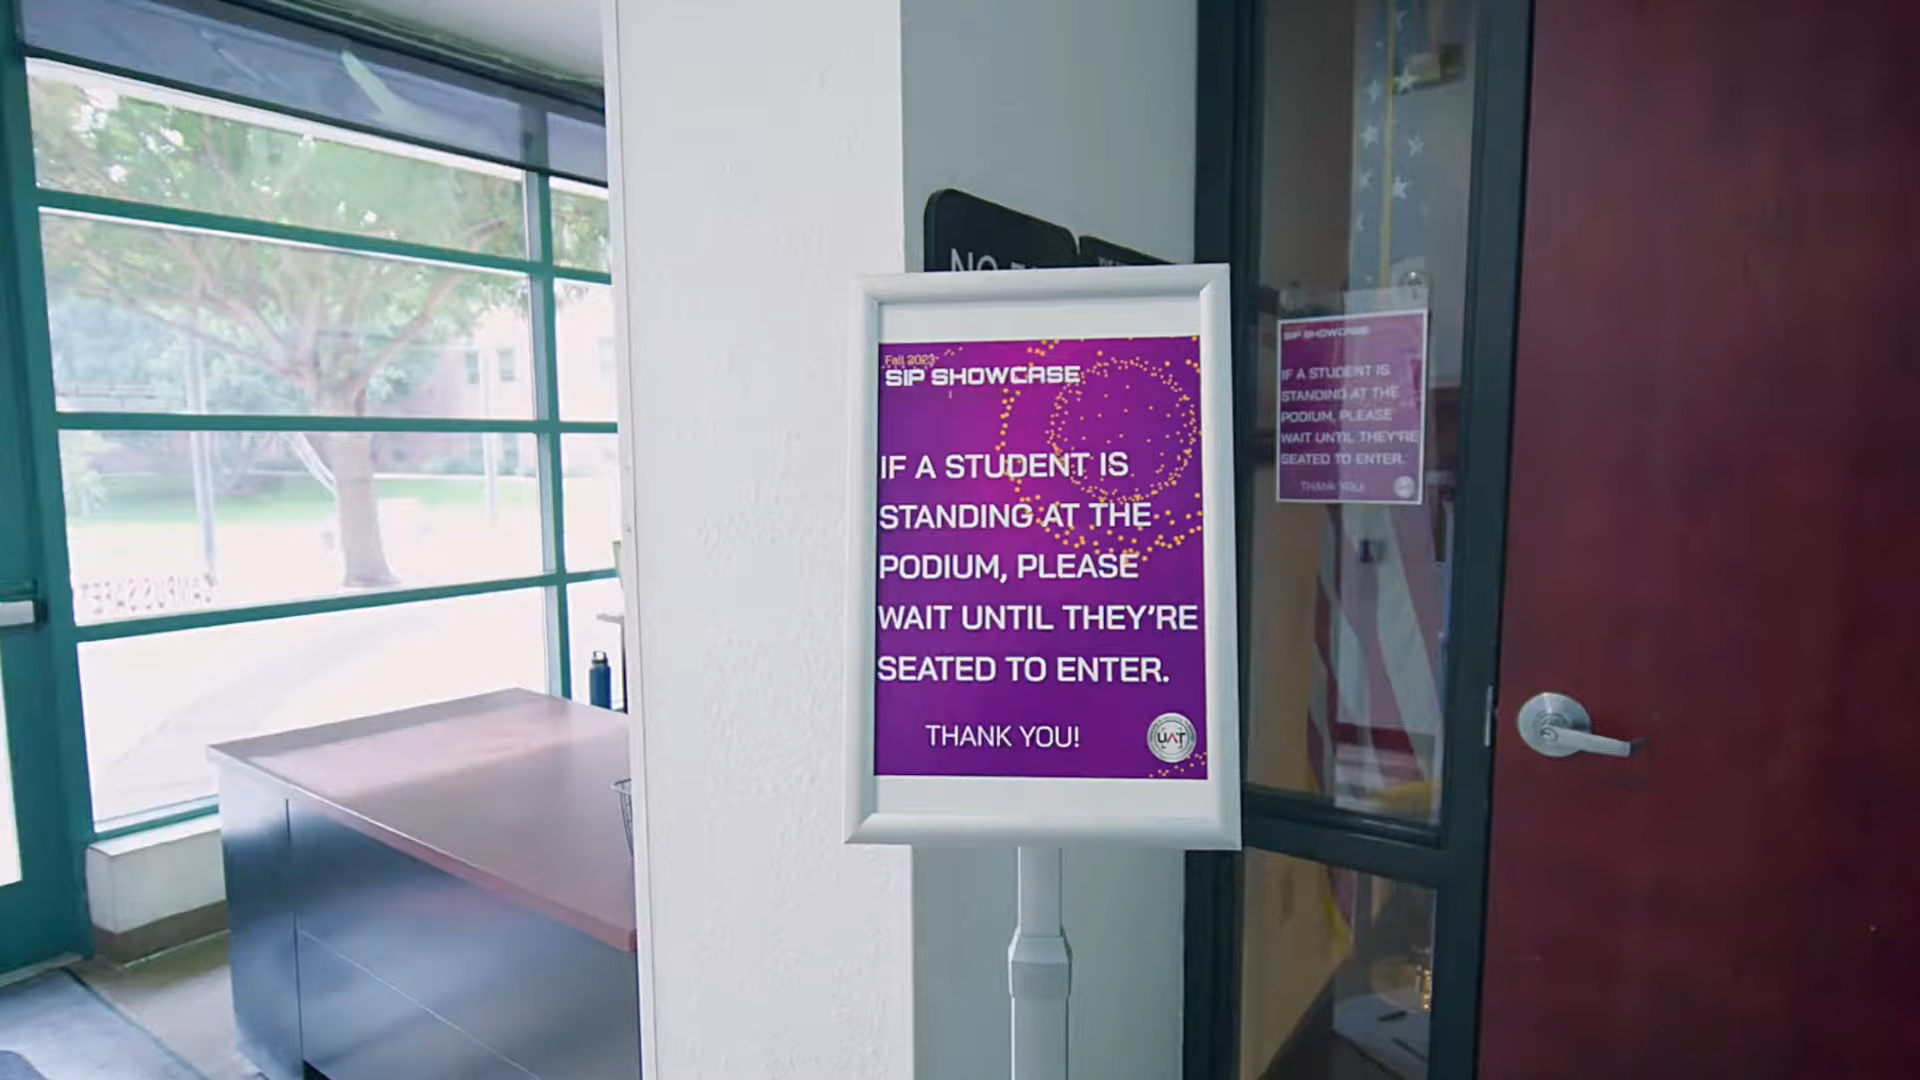 NO
Fall 2023
SIP SHOWCASE
IF A STUDENT IS
STANDING AT THE
PODIUM, PLEASE
WAIT UNTIL THEY'RE
SEATED TO ENTER.
THANK YOU!
UAT
SIP SHOWCASE
IF A STUDENT IS
STANDING AT THE
PODIUM, PLEASE
WAIT UNTIL THEY'RE
SEATED TO ENTER.
THANK YOU!